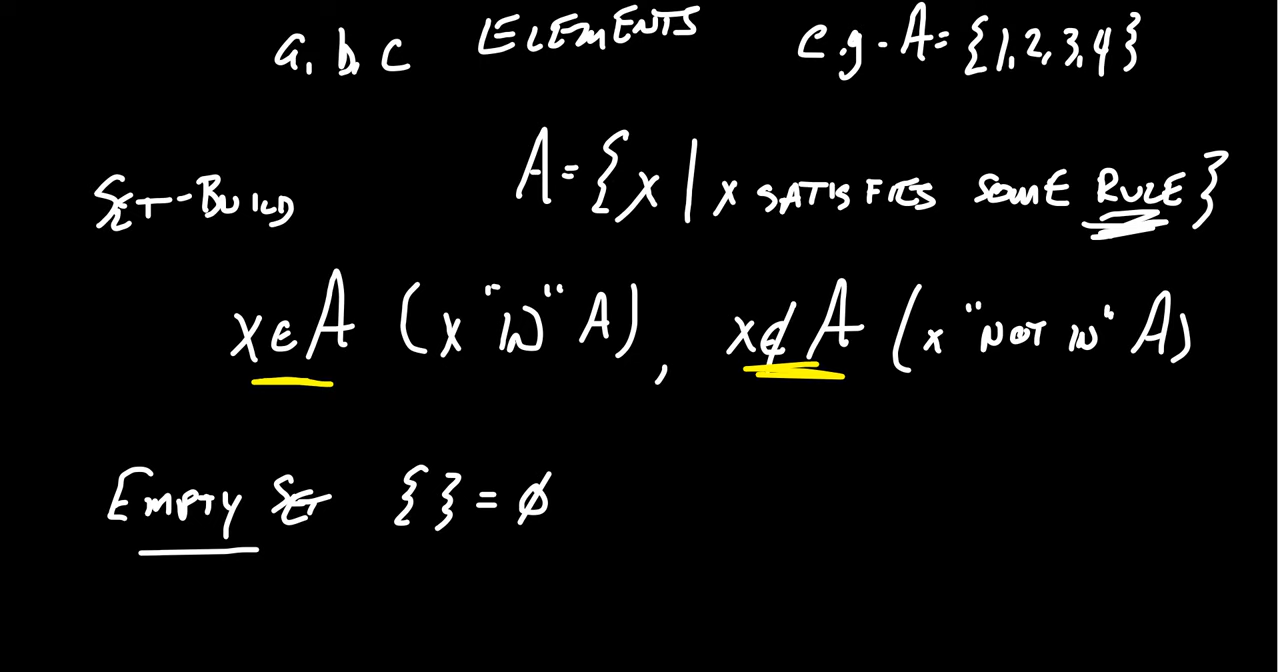 a, b, c ELEMENTS e.g. A = {1, 2, 3, 4}
SET-BUILD A = {x | x SATISFIES SOME RULE}
x ∈ A (x "IN" A), x ∉ A (x "NOT IN" A)
EMPTY SET { } = ∅